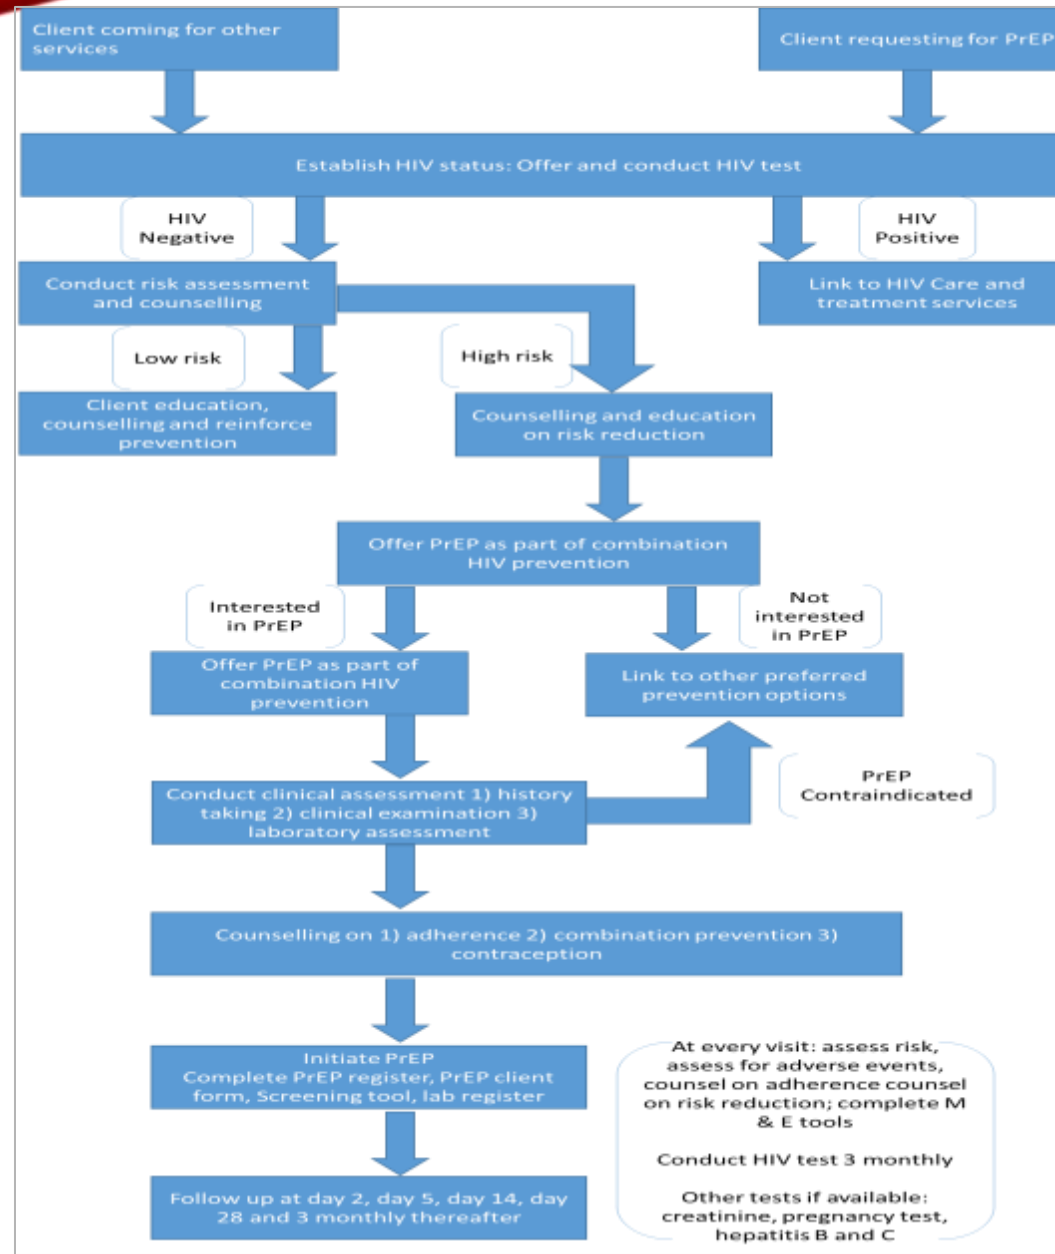 Client coming for other
services
Client requesting for PrEP
Establish HIV status: Offer and conduct HIV test
HIV
Negative
HIV
Positive
Conduct risk assessment
and counselling
Link to HIV Care and
treatment services
Low risk
High risk
Client education,
counselling and reinforce
prevention
Counselling and education
on risk reduction
Offer PrEP as part of combination
HIV prevention
Interested
in PrEP
Not
interested
in PrEP
Offer PrEP as part of
combination HIV
prevention
Link to other preferred
prevention options
PrEP
Contraindicated
Conduct clinical assessment 1) history
taking 2) clinical examination 3)
laboratory assessment
Counselling on 1) adherence 2) combination prevention 3)
contraception
Initiate PrEP
Complete PrEP register, PrEP client
form, Screening tool, lab register
Follow up at day 2, day 5, day 14, day
28 and 3 monthly thereafter
At every visit: assess risk,
assess for adverse events,
counsel on adherence counsel
on risk reduction; complete M
& E tools
Conduct HIV test 3 monthly
Other tests if available:
creatinine, pregnancy test,
hepatitis B and C